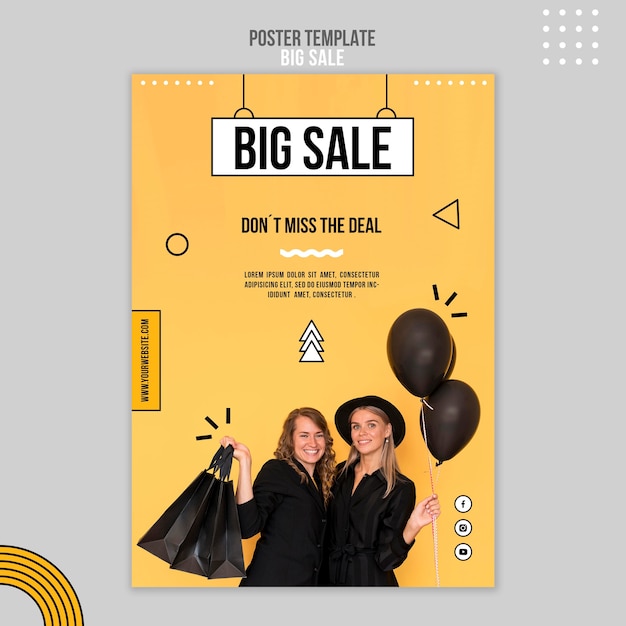 POSTER TEMPLATE
BIG SALE
BIG SALE
DON´T MISS THE DEAL
LOREM IPSUM DOLOR SIT AMET, CONSECTETUR
ADIPISCING ELIT, SED DO EIUSMOD TEMPOR INC-
IDIDUNT AMET, CONSECTETUR .
WWW.YOURWEBSITE.COM